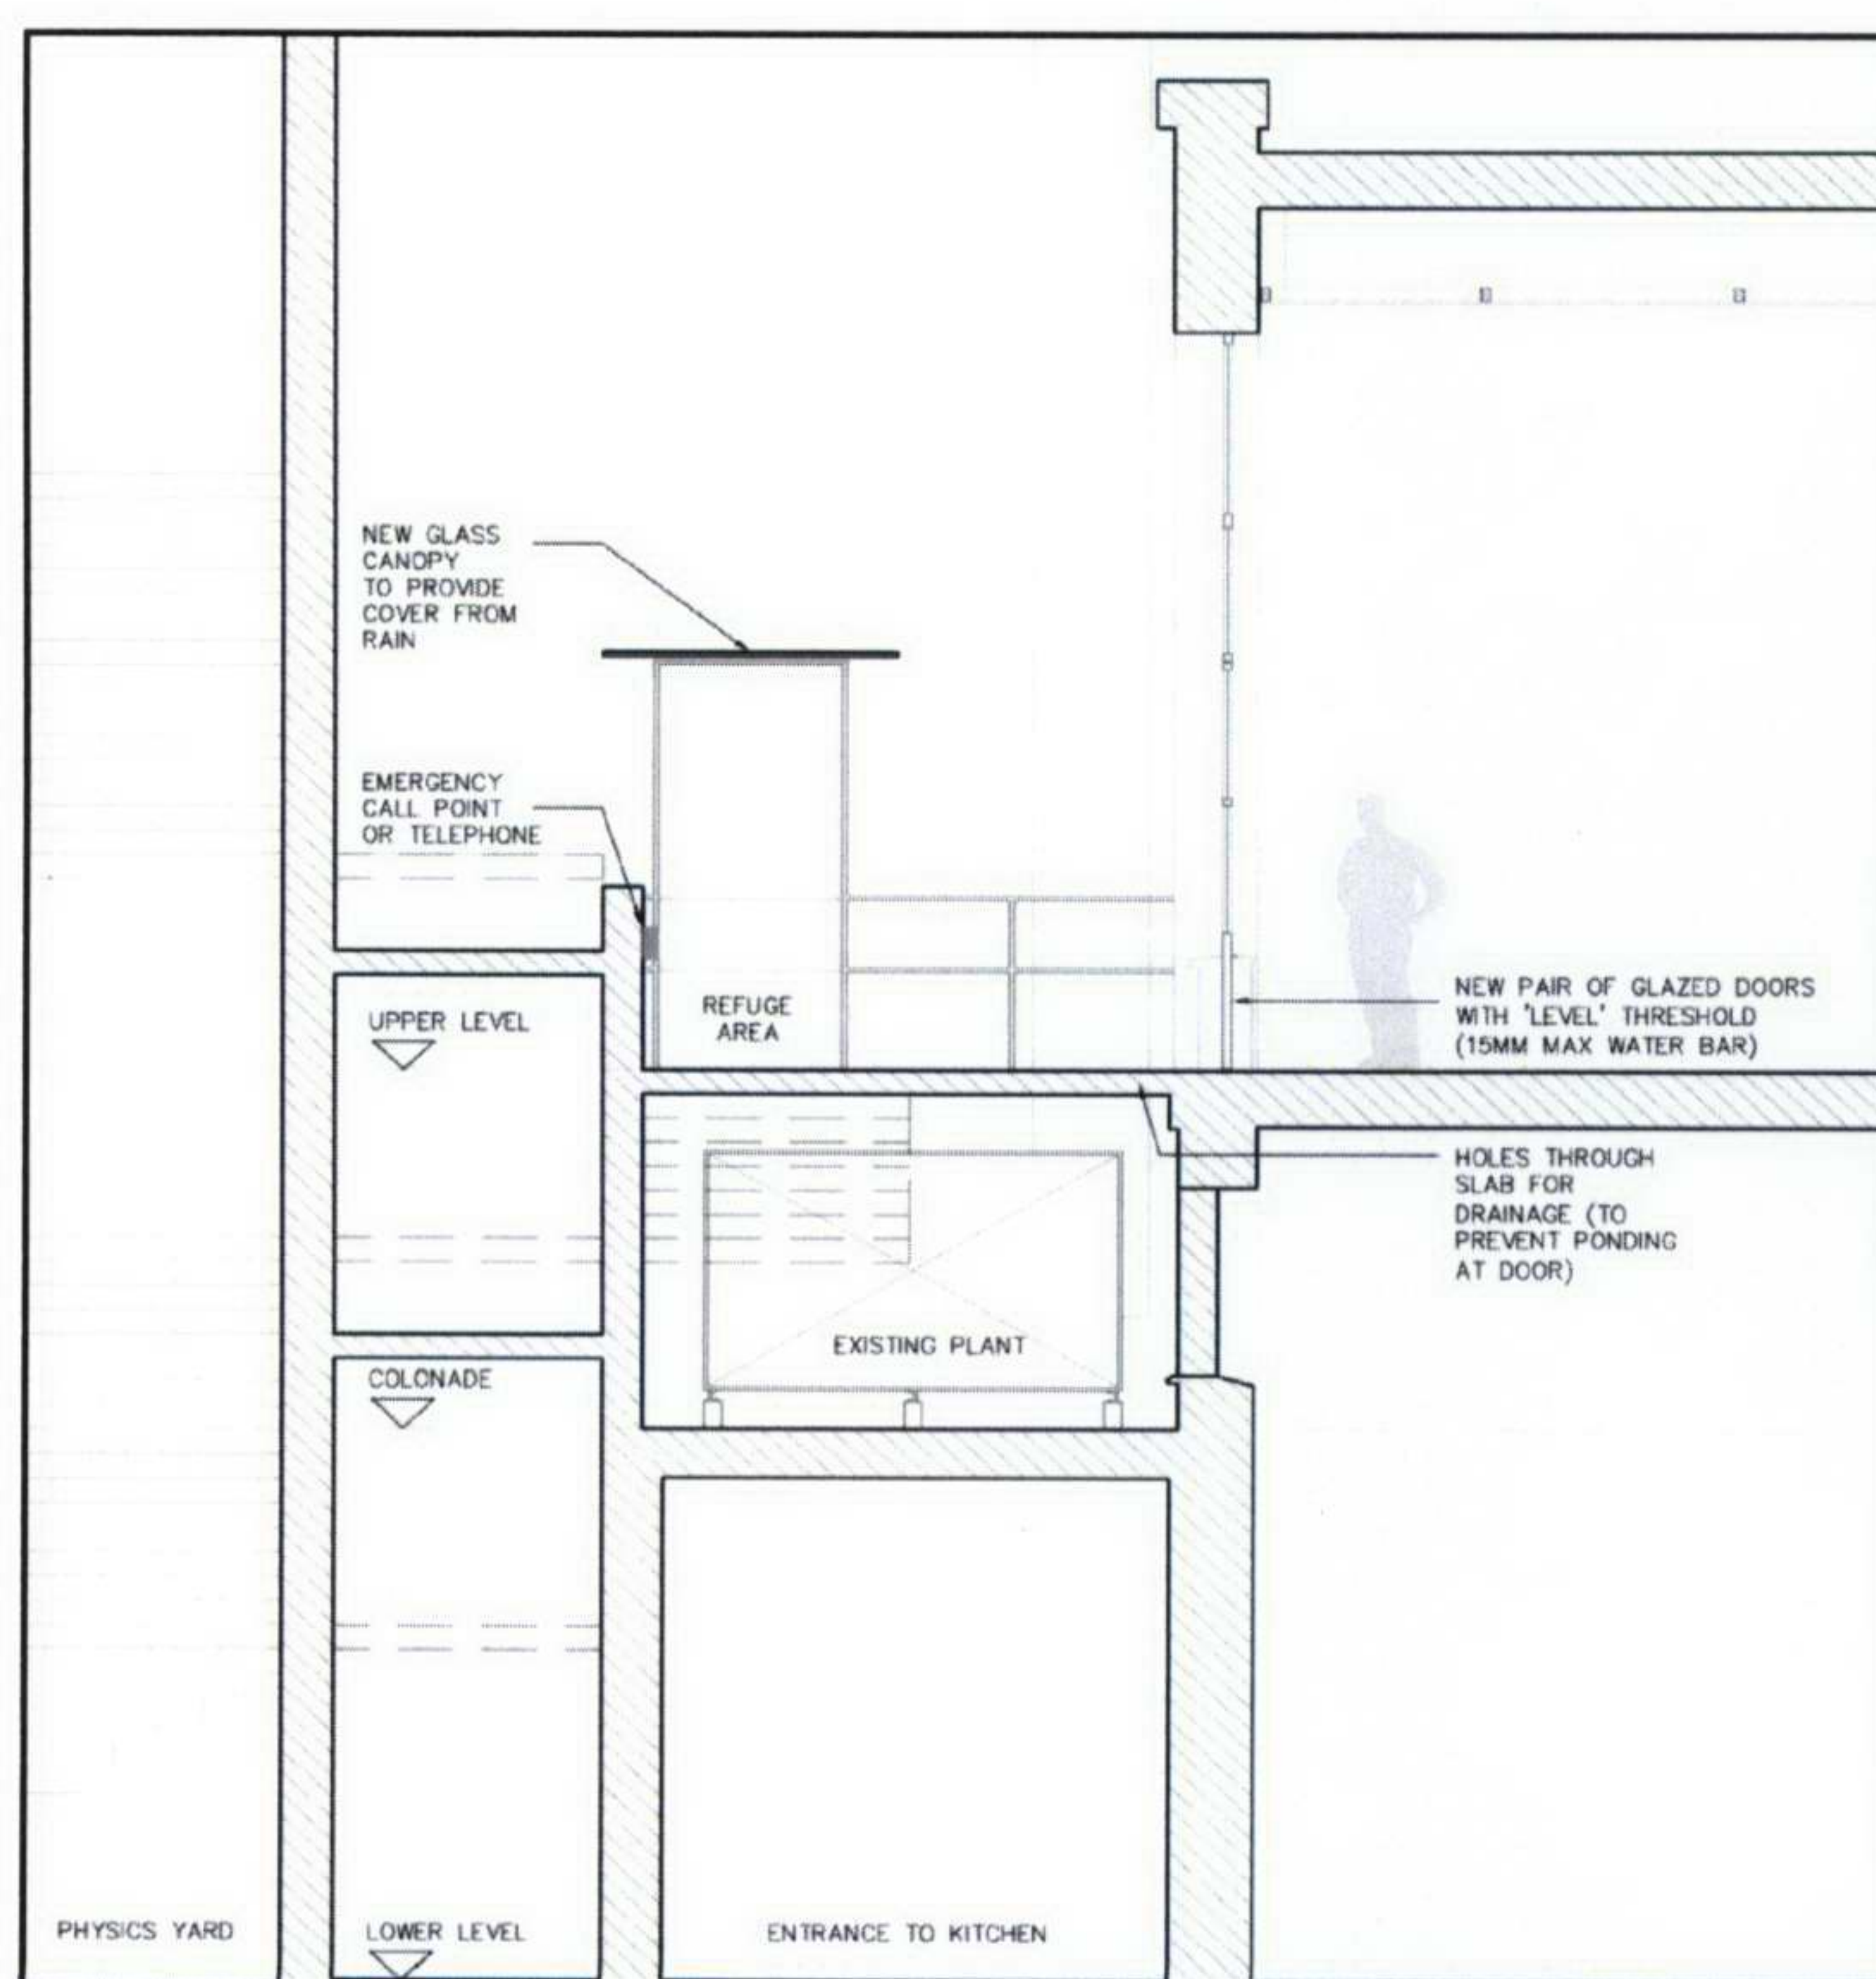 NEW GLASS
CANOPY
TO PROVIDE
COVER FROM
RAIN
EMERGENCY
CALL POINT
OR TELEPHONE
REFUGE
AREA
UPPER LEVEL
NEW PAIR OF GLAZED DOORS
WITH 'LEVEL' THRESHOLD
(15MM MAX WATER BAR)
HOLES THROUGH
SLAB FOR
DRAINAGE (TO
PREVENT PONDING
AT DOOR)
EXISTING PLANT
COLONADE
PHYSICS YARD
LOWER LEVEL
ENTRANCE TO KITCHEN